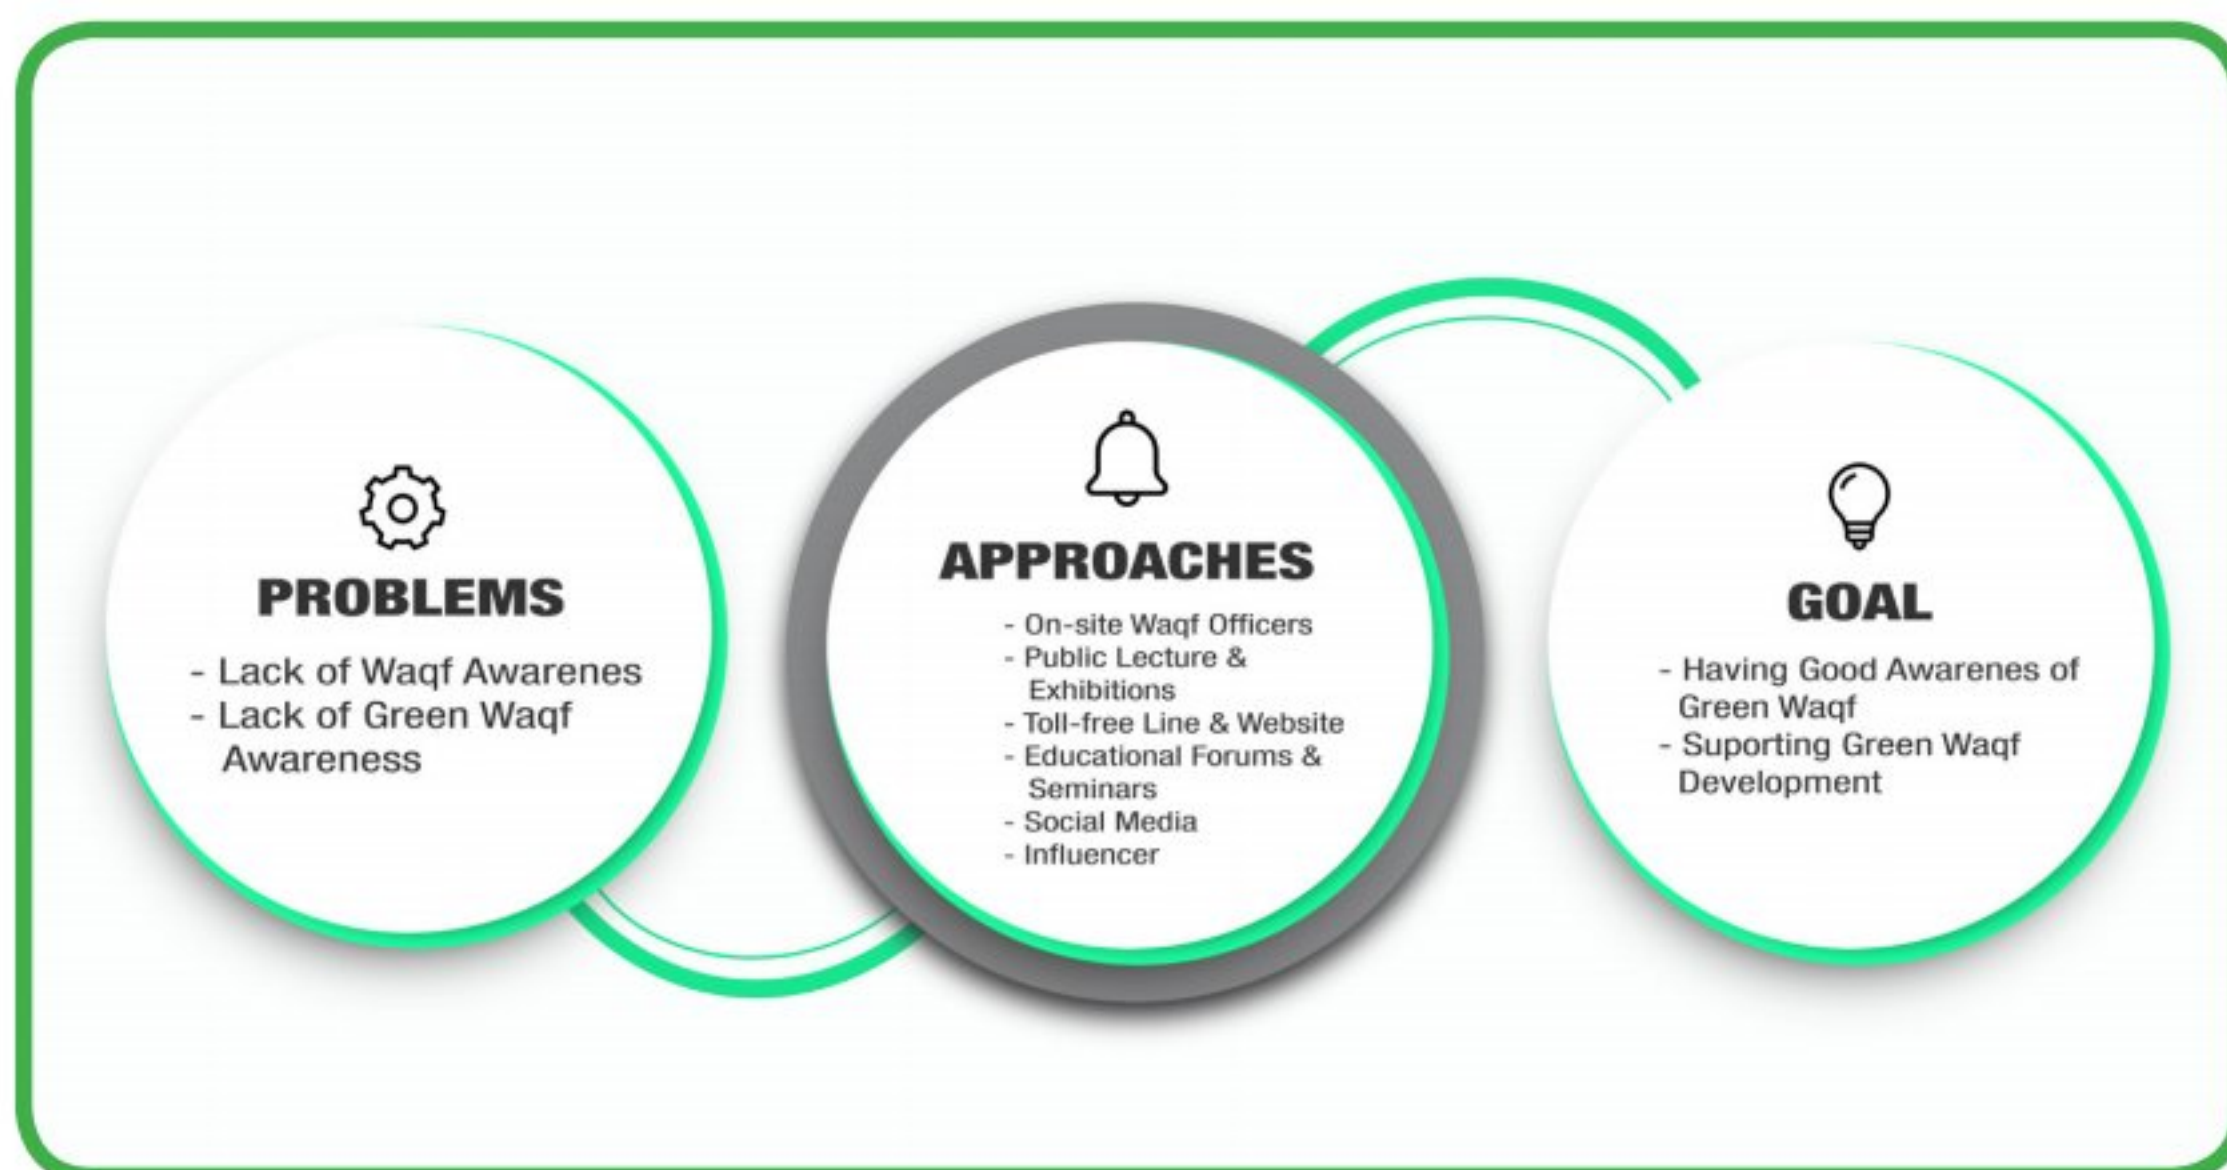 PROBLEMS
- Lack of Waqf Awarenes
- Lack of Green Waqf
Awareness
APPROACHES
- On-site Waqf Officers
- Public Lecture &
Exhibitions
- Toll-free Line & Website
- Educational Forums &
Seminars
- Social Media
- Influencer
GOAL
- Having Good Awarenes of
Green Waqf
- Suporting Green Waqf
Development